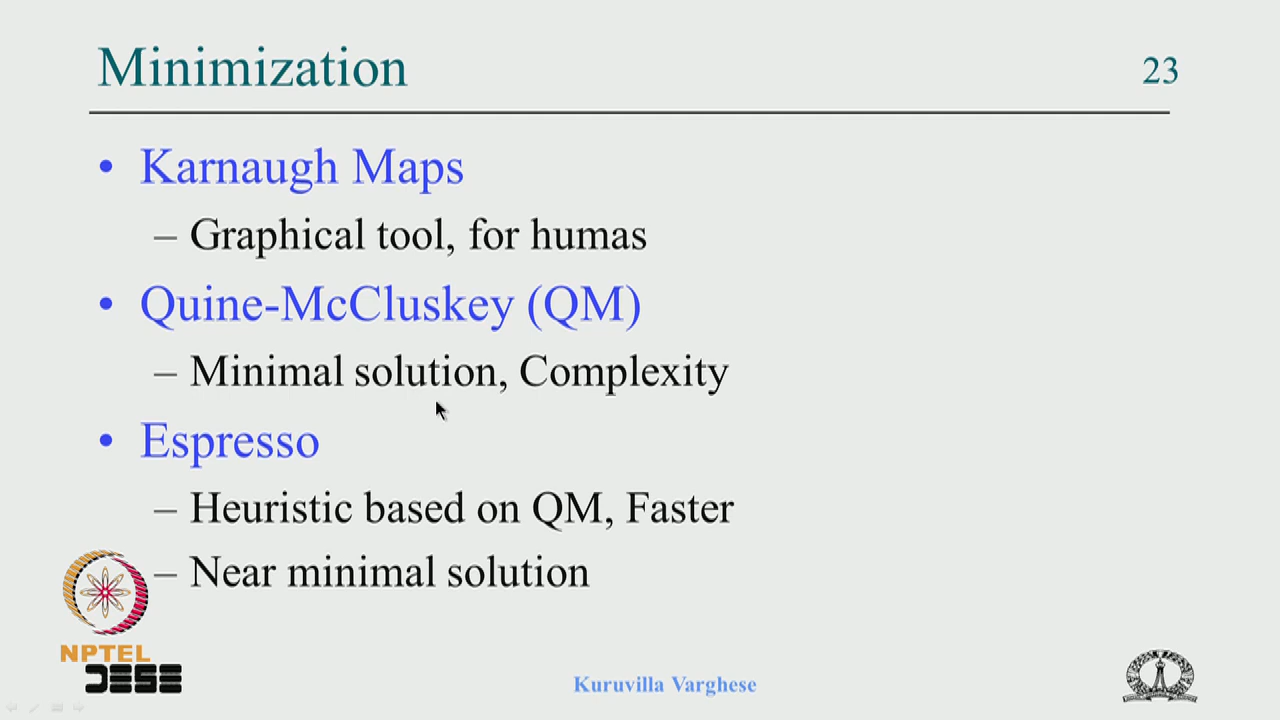 Minimization
23
• Karnaugh Maps
– Graphical tool, for humas
• Quine-McCluskey (QM)
– Minimal solution, Complexity
• Espresso
– Heuristic based on QM, Faster
– Near minimal solution
NPTEL
DESE
Kuruvilla Varghese